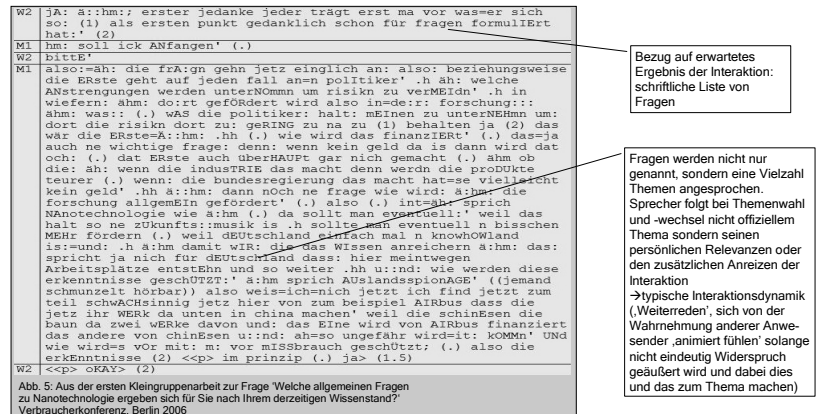 W2 jA: ä::hm:; erster jedanke jeder trägt erst ma vor was=er sich
so: (1) als ersten punkt gedanklich schon für fragen formulIErt
hat:' (2)
M1 hm: soll ick ANfangen' (.)
W2 bittE'
M1 also:=äh: die frA:gn gehn jetz einglich an: also: beziehungsweise
die ERste geht auf jeden fall an=n polItiker' .h äh: welche
ANstrengungen werden unterNOmmn um risikn zu verMEIdn' .h in
wiefern: ähm: do:rt geföRdert wird also in=de:r: forschung:::
ähm: was:: (.) wAS die politiker: halt: mEInen zu unterNEHmn um:
dort die risikn dort zu: geRING zu na zu (1) behalten ja (2) das
wär die ERste=Ä::hm: .hh (.) wie wird das finanzIERt' (.) das=ja
auch ne wichtige frage: denn: wenn kein geld da is dann wird dat
och: (.) dat ERste auch überHAUPt gar nich gemacht (.) ähm ob
die: äh: wenn die indusTRIE das macht denn werdn die proDUkte
teurer (.) wenn: die bundesregierung das macht hat=se vielleicht
kein geld' .hh ä::hm: dann nOch ne frage wie wird: ä:hm: die
forschung allgemEIn gefördert' (.) also (.) int=äh: sprich
NAnotechnologie wie ä:hm (.) da sollt man eventuell:' weil das
halt so ne zUkunfts::musik is .h sollte man eventuell n bisschen
MEHr fördern (.) weil dEUtschland einfach mal n knowhOWland
is:=und: .h ä:hm damit wIR: die das WIssen anreichern ä:hm: das:
spricht ja nich für dEUtschland dass: hier meintwegen
Arbeitsplätze entstEhn und so weiter .hh u::nd: wie werden diese
erkenntnisse geschÜTZT:' ä:hm sprich AUslandsspionAGE' ((jemand
schmunzelt hörbar)) also weis=ich=nich jetzt ich find jetzt zum
teil schwACHsinnig jetz hier von zum beispiel AIRbus dass die
jetz ihr WERk da unten in china machen' weil die schinEsen die
baun da zwei wERke davon und: das EIne wird von AIRbus finanziert
das andere von chinEsen u::nd: ah=so ungefähr wird=it: kOMMn' UNd
wie wird=s vOr mit: m: vor mISSbrauch geschÜtzt; (.) also die
erkEnntnisse (2) <<p> im prinzip (.) ja> (1.5)
W2 <<p> oKAY> (2)
Abb. 5: Aus der ersten Kleingruppenarbeit zur Frage 'Welche allgemeinen Fragen
zu Nanotechnologie ergeben sich für Sie nach Ihrem derzeitigen Wissenstand?'
Verbraucherkonferenz, Berlin 2006
Bezug auf erwartetes
Ergebnis der Interaktion:
schriftliche Liste von
Fragen
Fragen werden nicht nur
genannt, sondern eine Vielzahl
Themen angesprochen.
Sprecher folgt bei Themenwahl
und -wechsel nicht offiziellem
Thema sondern seinen
persönlichen Relevanzen oder
den zusätzlichen Anreizen der
Interaktion
→typische Interaktionsdynamik
(‚Weiterreden', sich von der
Wahrnehmung anderer Anwe-
sender ‚animiert fühlen' solange
nicht eindeutig Widerspruch
geäußert wird und dabei dies
und das zum Thema machen)